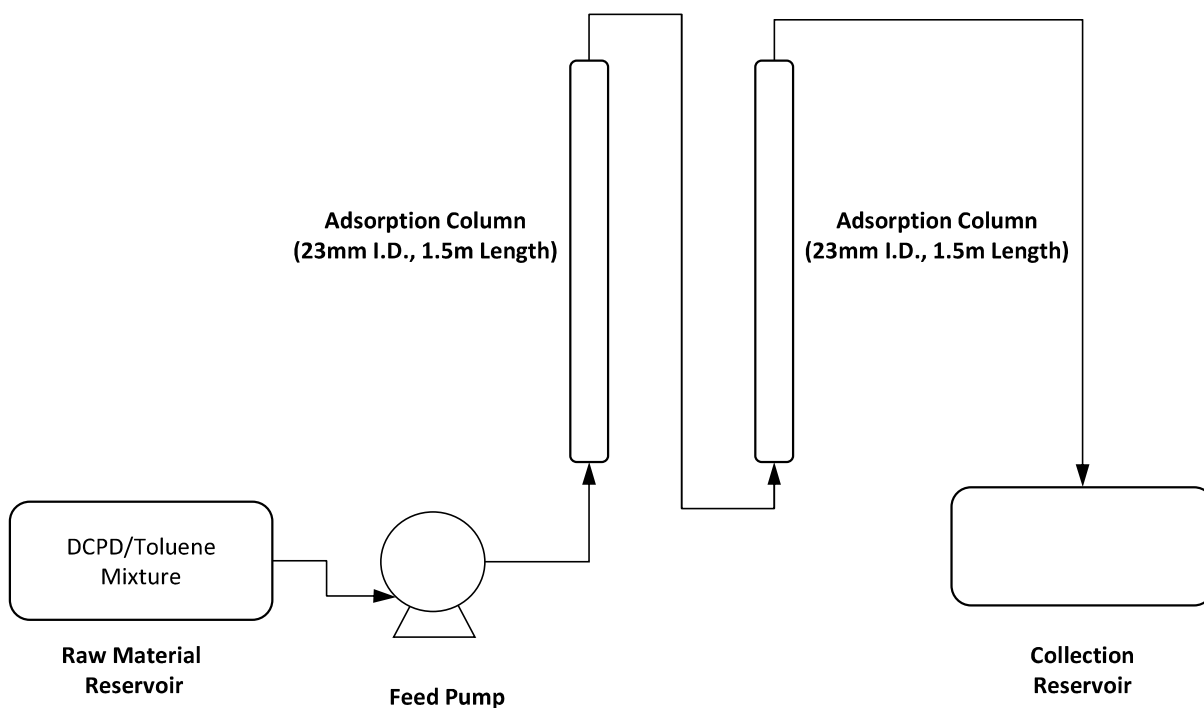 Adsorption Column
(23mm I.D., 1.5m Length)
Adsorption Column
(23mm I.D., 1.5m Length)
DCPD/Toluene
Mixture
Raw Material
Reservoir
Feed Pump
Collection
Reservoir